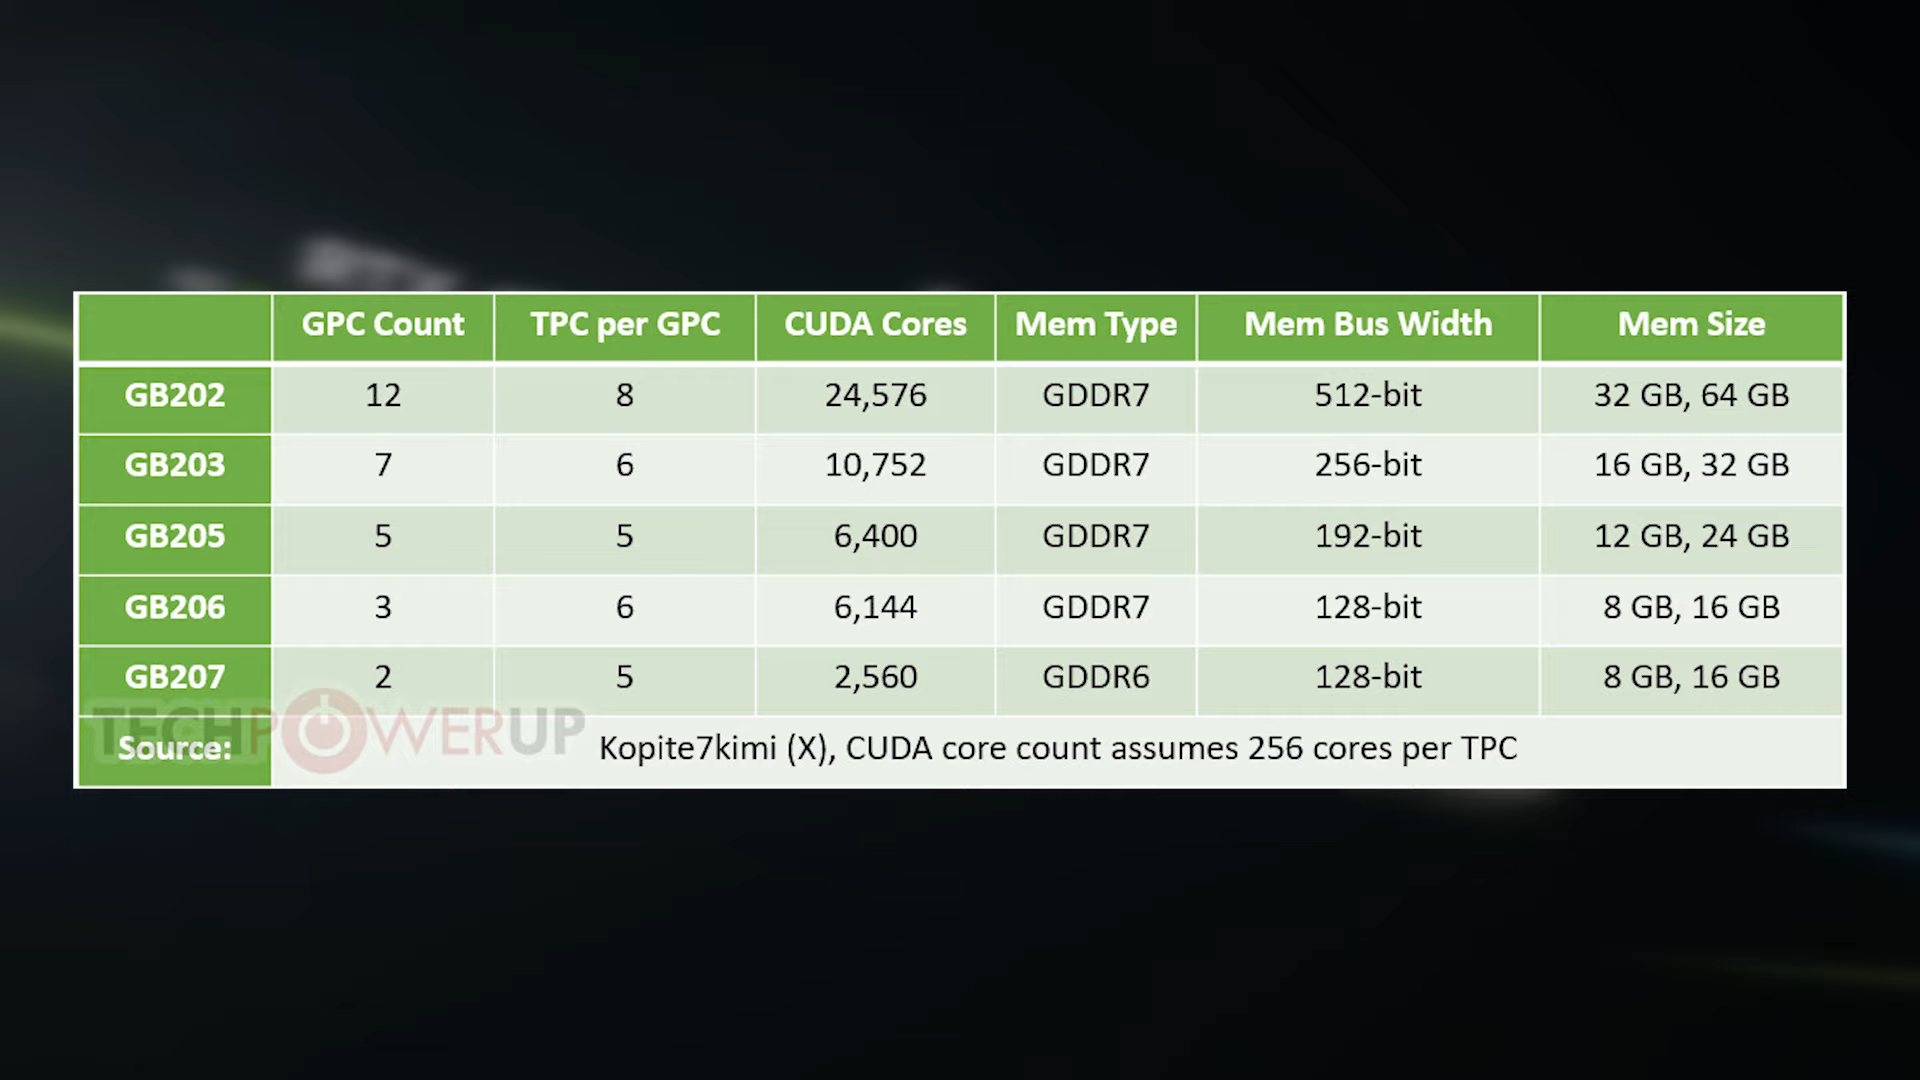 GPC Count TPC per GPC CUDA Cores Mem Type Mem Bus Width Mem Size
GB202 12 8 24,576 GDDR7 512-bit 32 GB, 64 GB
GB203 7 6 10,752 GDDR7 256-bit 16 GB, 32 GB
GB205 5 5 6,400 GDDR7 192-bit 12 GB, 24 GB
GB206 3 6 6,144 GDDR7 128-bit 8 GB, 16 GB
GB207 2 5 2,560 GDDR6 128-bit 8 GB, 16 GB
TECHPOWERUP
Source: Kopite7kimi (X), CUDA core count assumes 256 cores per TPC